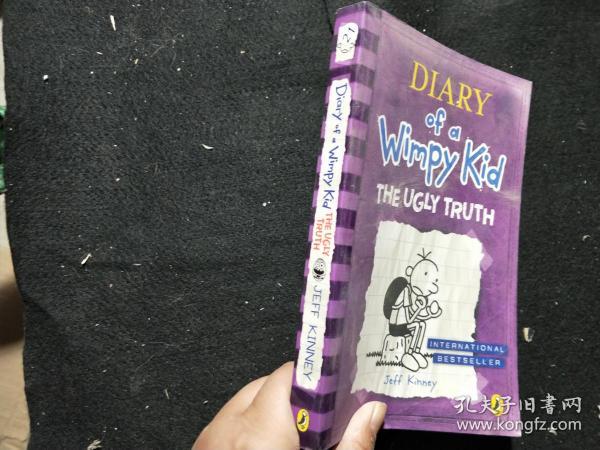 DIARY
of a
Wimpy Kid
THE UGLY TRUTH
INTERNATIONAL
BESTSELLER
Jeff Kinney
Diary of a Wimpy Kid
THE UGLY
TRUTH
JEFF KINNEY
孔夫子旧書网
www.kongfz.com